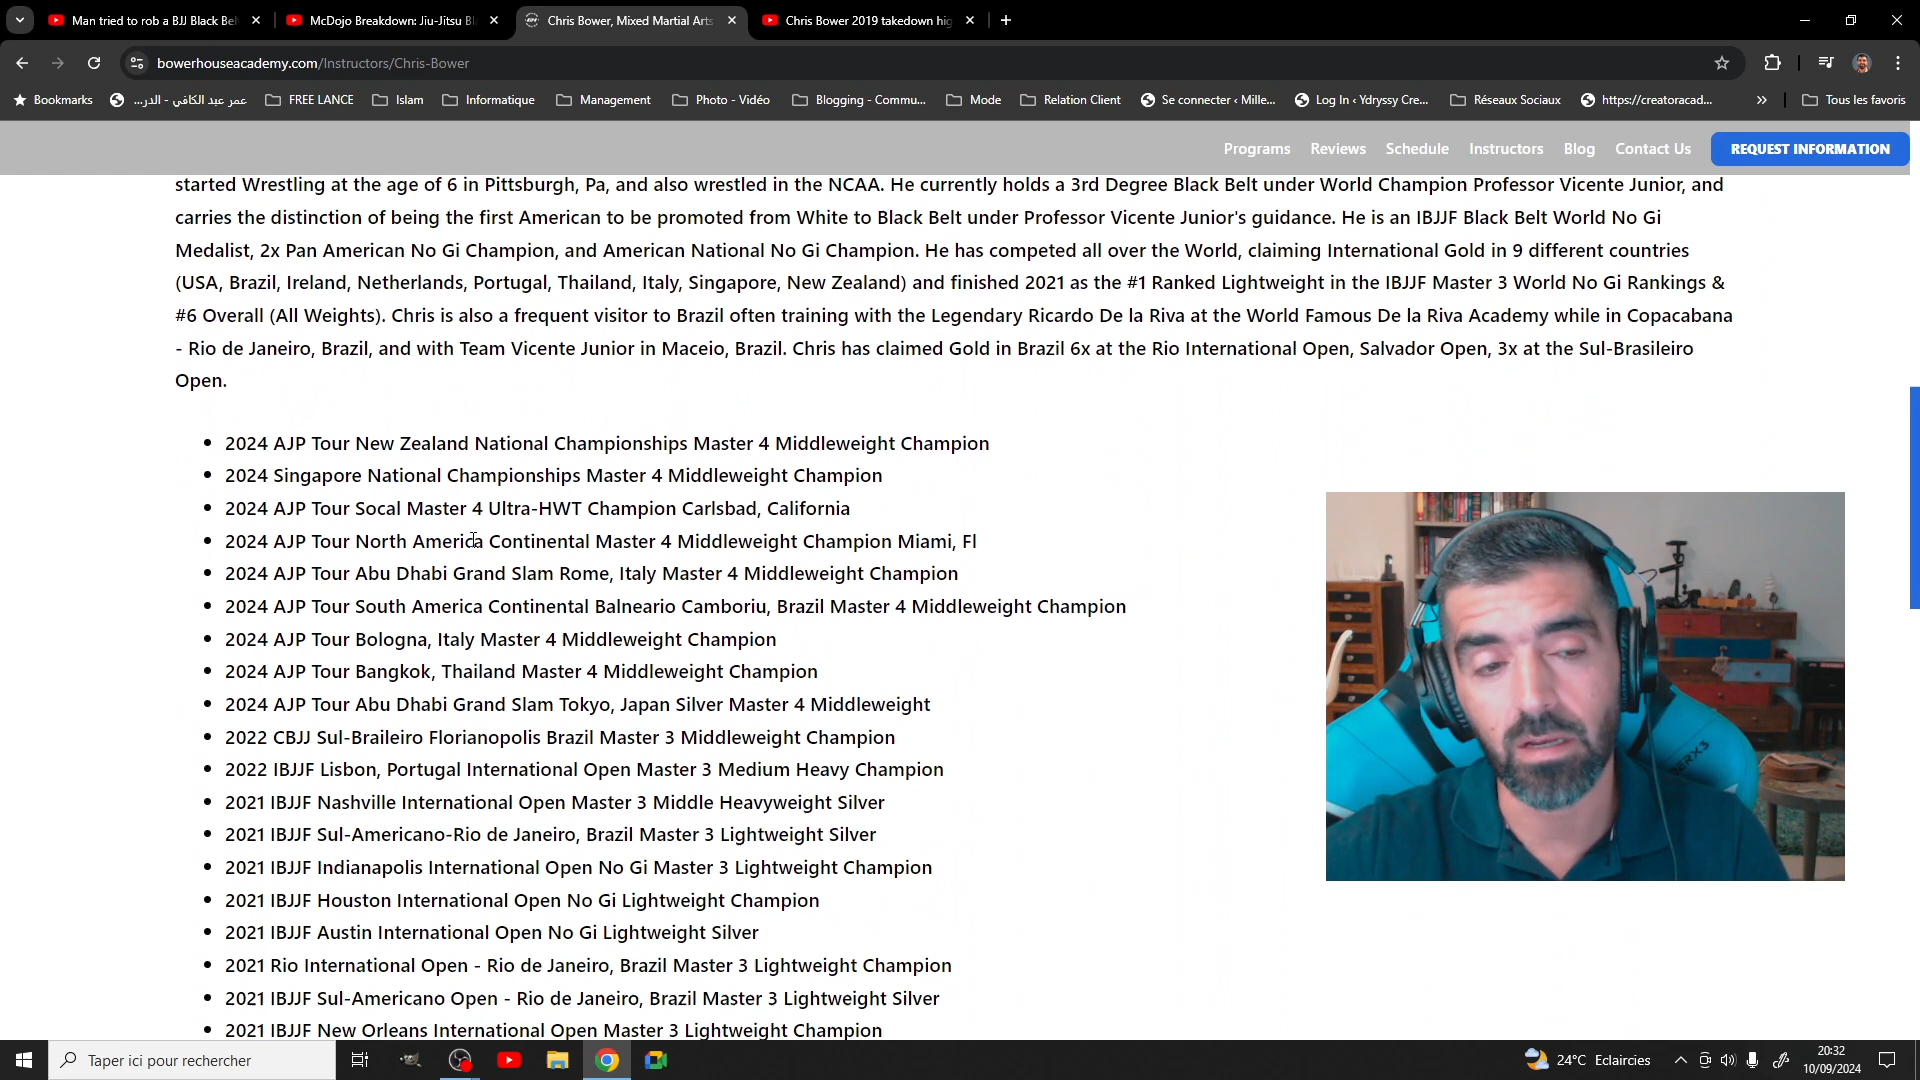 Man tried to rob a BJJ Black Bel
McDojo Breakdown: Jiu-Jitsu Bl
Chris Bower, Mixed Martial Arts
Chris Bower 2019 takedown hig
bowerhouseacademy.com/Instructors/Chris-Bower
Bookmarks
عمر عبد الكافي - الدر...
FREE LANCE
Islam
Informatique
Management
Photo - Vidéo
Blogging - Commu...
Mode
Relation Client
Se connecter ‹ Mille...
Log In ‹ Ydryssy Cre...
Réseaux Sociaux
https://creatoracad...
Tous les favoris
Programs
Reviews
Schedule
Instructors
Blog
Contact Us
REQUEST INFORMATION
started Wrestling at the age of 6 in Pittsburgh, Pa, and also wrestled in the NCAA. He currently holds a 3rd Degree Black Belt under World Champion Professor Vicente Junior, and
carries the distinction of being the first American to be promoted from White to Black Belt under Professor Vicente Junior's guidance. He is an IBJJF Black Belt World No Gi
Medalist, 2x Pan American No Gi Champion, and American National No Gi Champion. He has competed all over the World, claiming International Gold in 9 different countries
(USA, Brazil, Ireland, Netherlands, Portugal, Thailand, Italy, Singapore, New Zealand) and finished 2021 as the #1 Ranked Lightweight in the IBJJF Master 3 World No Gi Rankings &
#6 Overall (All Weights). Chris is also a frequent visitor to Brazil often training with the Legendary Ricardo De la Riva at the World Famous De la Riva Academy while in Copacabana
- Rio de Janeiro, Brazil, and with Team Vicente Junior in Maceio, Brazil. Chris has claimed Gold in Brazil 6x at the Rio International Open, Salvador Open, 3x at the Sul-Brasileiro
Open.
2024 AJP Tour New Zealand National Championships Master 4 Middleweight Champion
2024 Singapore National Championships Master 4 Middleweight Champion
2024 AJP Tour Socal Master 4 Ultra-HWT Champion Carlsbad, California
2024 AJP Tour North America Continental Master 4 Middleweight Champion Miami, Fl
2024 AJP Tour Abu Dhabi Grand Slam Rome, Italy Master 4 Middleweight Champion
2024 AJP Tour South America Continental Balneario Camboriu, Brazil Master 4 Middleweight Champion
2024 AJP Tour Bologna, Italy Master 4 Middleweight Champion
2024 AJP Tour Bangkok, Thailand Master 4 Middleweight Champion
2024 AJP Tour Abu Dhabi Grand Slam Tokyo, Japan Silver Master 4 Middleweight
2022 CBJJ Sul-Braileiro Florianopolis Brazil Master 3 Middleweight Champion
2022 IBJJF Lisbon, Portugal International Open Master 3 Medium Heavy Champion
2021 IBJJF Nashville International Open Master 3 Middle Heavyweight Silver
2021 IBJJF Sul-Americano-Rio de Janeiro, Brazil Master 3 Lightweight Silver
2021 IBJJF Indianapolis International Open No Gi Master 3 Lightweight Champion
2021 IBJJF Houston International Open No Gi Lightweight Champion
2021 IBJJF Austin International Open No Gi Lightweight Silver
2021 Rio International Open - Rio de Janeiro, Brazil Master 3 Lightweight Champion
2021 IBJJF Sul-Americano Open - Rio de Janeiro, Brazil Master 3 Lightweight Silver
2021 IBJJF New Orleans International Open Master 3 Lightweight Champion
Taper ici pour rechercher
24°C Eclaircies
20:32
10/09/2024